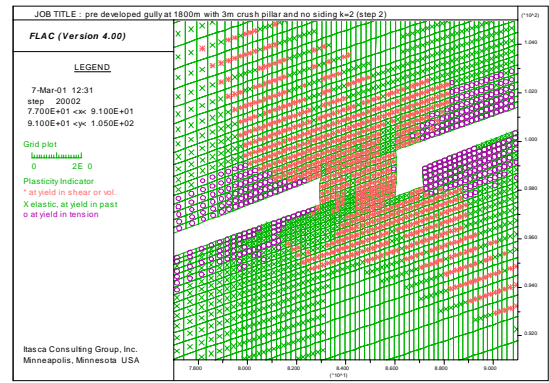 JOB TITLE : pre developed gully at 1800m with 3m crush pillar and no siding k=2 (step 2)
FLAC (Version 4.00)
LEGEND
7-Mar-01 12:31
step 20002
7.700E+01 <x< 9.100E+01
9.100E+01 <y< 1.050E+02
Grid plot
0 2E 0
Plasticity Indicator
* at yield in shear or vol.
X elastic, at yield in past
o at yield in tension
Itasca Consulting Group, Inc.
Minneapolis, Minnesota USA
(*10^2)
1.040
1.020
1.000
0.980
0.960
0.940
0.920
7.800 8.000 8.200 8.400 8.600 8.800 9.000
(*10^1)